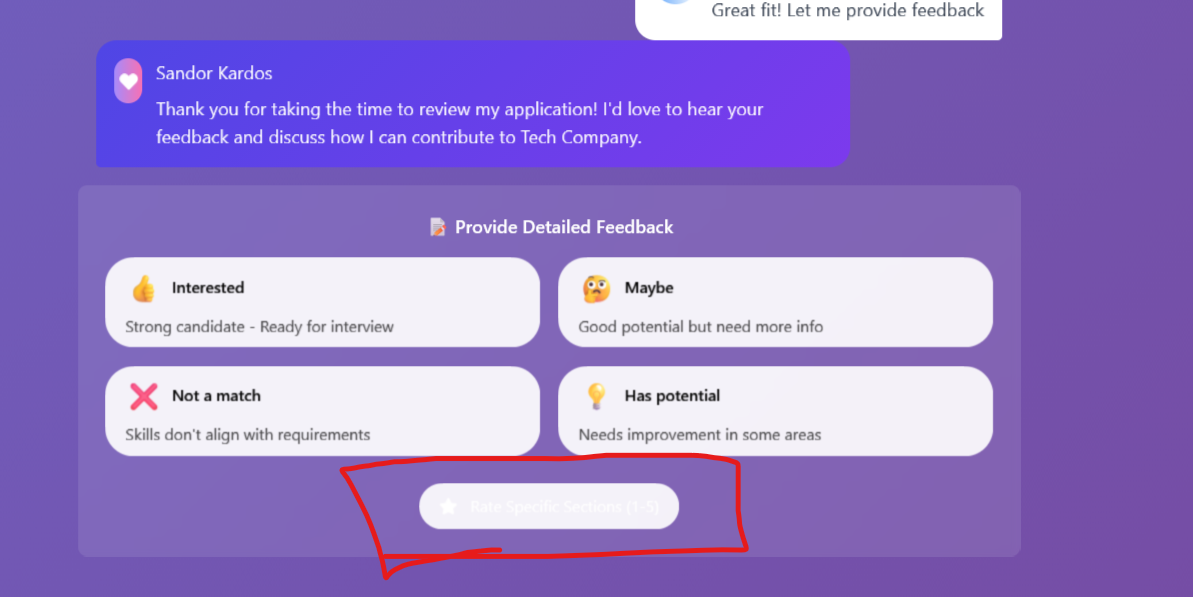 Great fit! Let me provide feedback
Sandor Kardos
Thank you for taking the time to review my application! I'd love to hear your
feedback and discuss how I can contribute to Tech Company.
📝 Provide Detailed Feedback
👍 Interested
Strong candidate - Ready for interview
🤔 Maybe
Good potential but need more info
❌ Not a match
Skills don't align with requirements
💡 Has potential
Needs improvement in some areas
Rate Specific Sections (1-5)